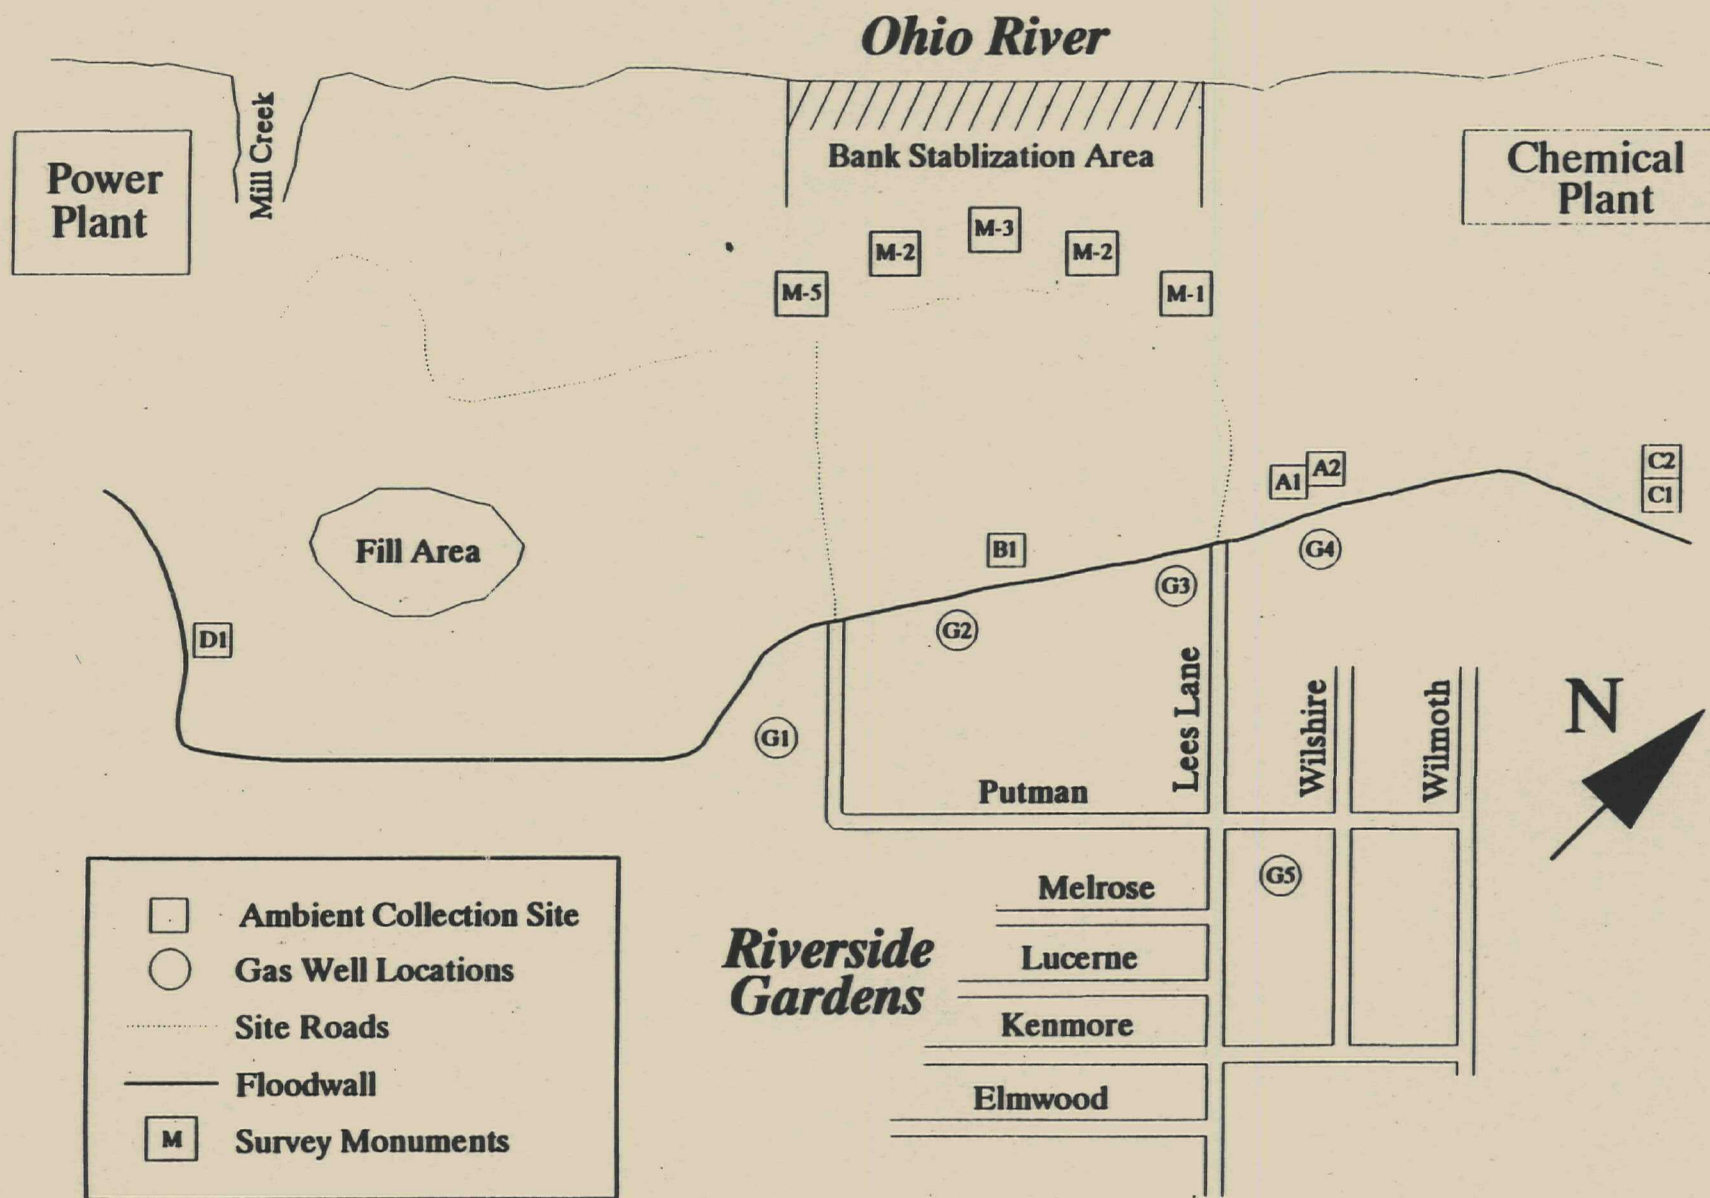 Ohio River
Mill Creek
Power
Plant
Bank Stablization Area
Chemical
Plant
M-3
M-2
M-2
M-5
M-1
C2
C1
A1
A2
Fill Area
B1
G4
G3
G2
D1
G1
Lees Lane
Wilshire
Wilmoth
N
Putman
G5
Melrose
Riverside
Gardens
Lucerne
Kenmore
Elmwood
Ambient Collection Site
Gas Well Locations
Site Roads
Floodwall
M
Survey Monuments